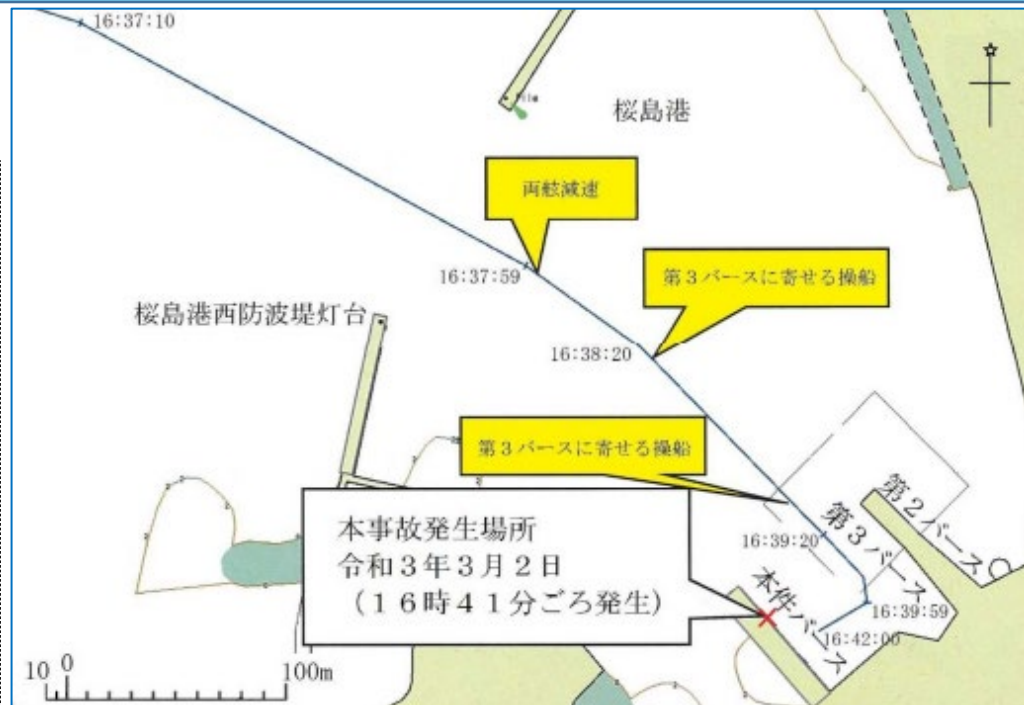 16:37:10
桜島港
両舷減速
16:37:59
第3バースに寄せる操船
桜島港西防波堤灯台
16:38:20
第3バースに寄せる操船
第2バース
第3バース
16:39:20
本事故発生場所
令和3年3月2日
(16時41分ごろ発生)
本件バース
16:39:59
16:42:00
10 0
100m